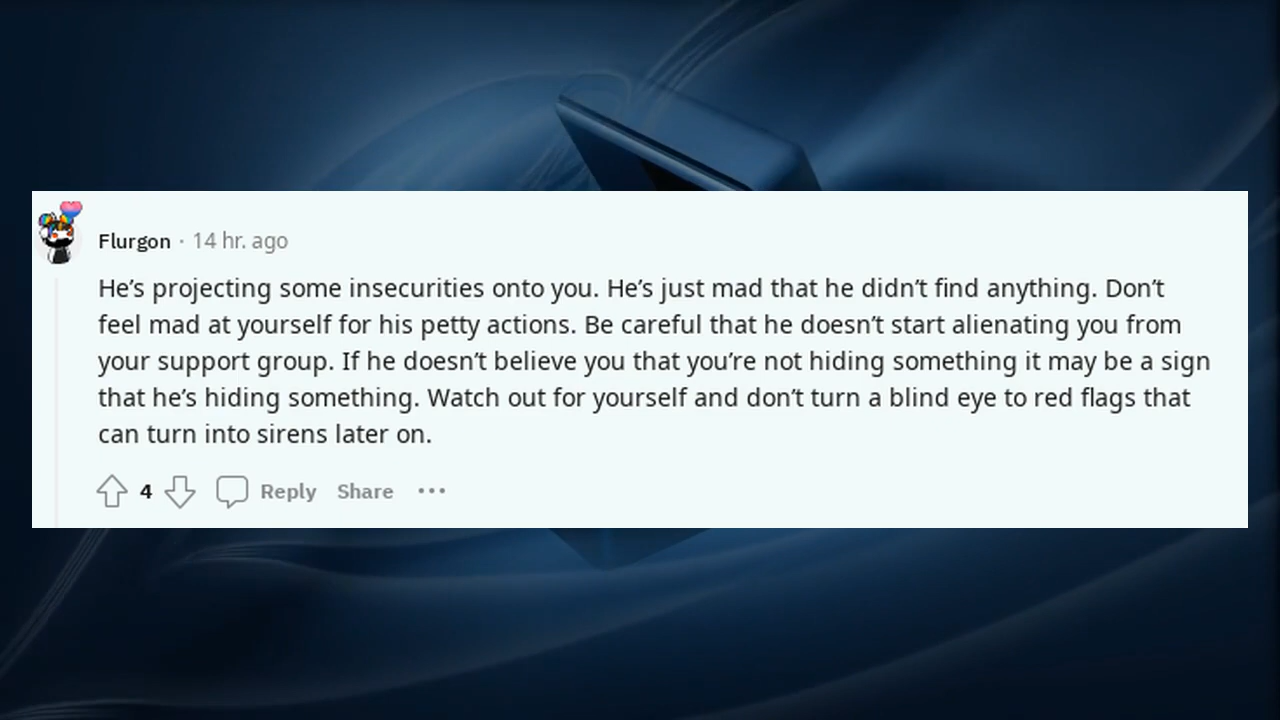 Flurgon · 14 hr. ago
He’s projecting some insecurities onto you. He’s just mad that he didn’t find anything. Don’t
feel mad at yourself for his petty actions. Be careful that he doesn’t start alienating you from
your support group. If he doesn’t believe you that you’re not hiding something it may be a sign
that he’s hiding something. Watch out for yourself and don’t turn a blind eye to red flags that
can turn into sirens later on.
4 Reply Share